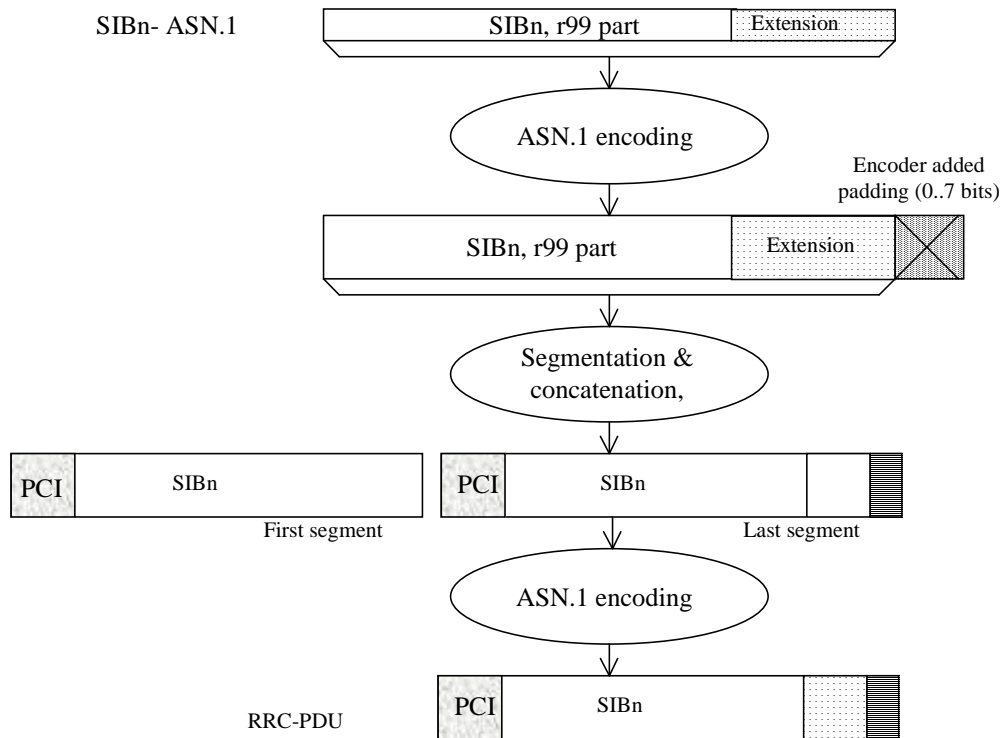 SIBn- ASN.1
SIBn, r99 part
Extension
ASN.1 encoding
Encoder added
padding (0..7 bits)
SIBn, r99 part
Extension
Segmentation &
concatenation,
PCI
SIBn
PCI
SIBn
First segment
Last segment
ASN.1 encoding
PCI
SIBn
RRC-PDU